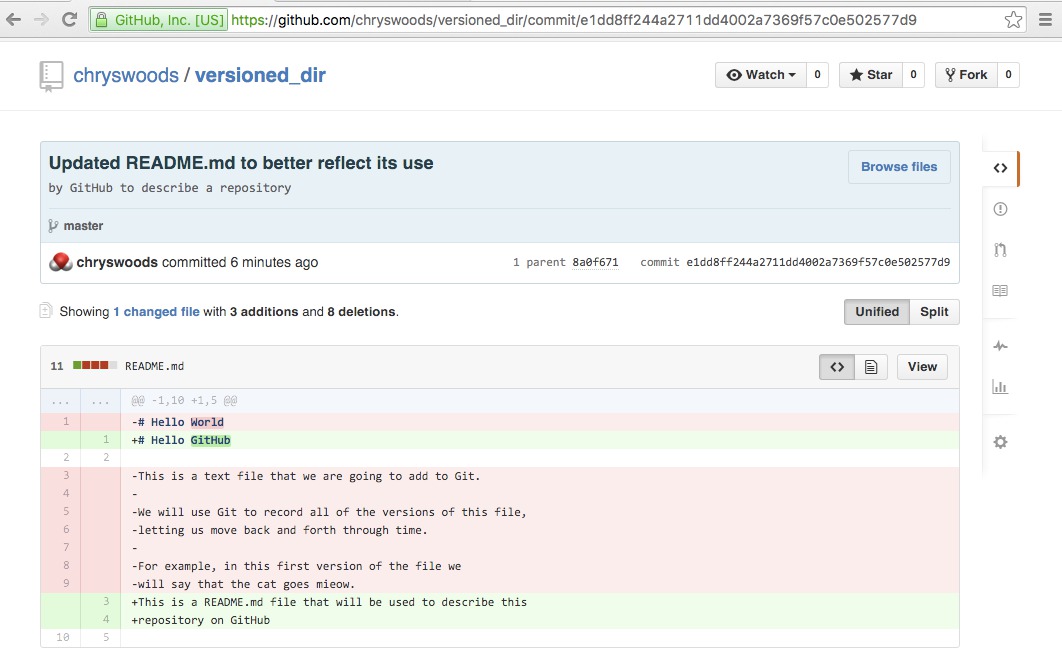 GitHub, Inc. [US] https://github.com/chryswoods/versioned_dir/commit/e1dd8ff244a2711dd4002a7369f57c0e502577d9
chryswoods / versioned_dir
Watch 0 Star 0 Fork 0
Updated README.md to better reflect its use
Browse files
by GitHub to describe a repository
master
chryswoods committed 6 minutes ago 1 parent 8a0f671 commit e1dd8ff244a2711dd4002a7369f57c0e502577d9
Showing 1 changed file with 3 additions and 8 deletions.
Unified Split
11 README.md View
... ... @@ -1,10 +1,5 @@
1 -# Hello World
1 +# Hello GitHub
2 2
3 -This is a text file that we are going to add to Git.
4 -
5 -We will use Git to record all of the versions of this file,
6 -letting us move back and forth through time.
7 -
8 -For example, in this first version of the file we
9 -will say that the cat goes mieow.
3 +This is a README.md file that will be used to describe this
4 +repository on GitHub
10 5